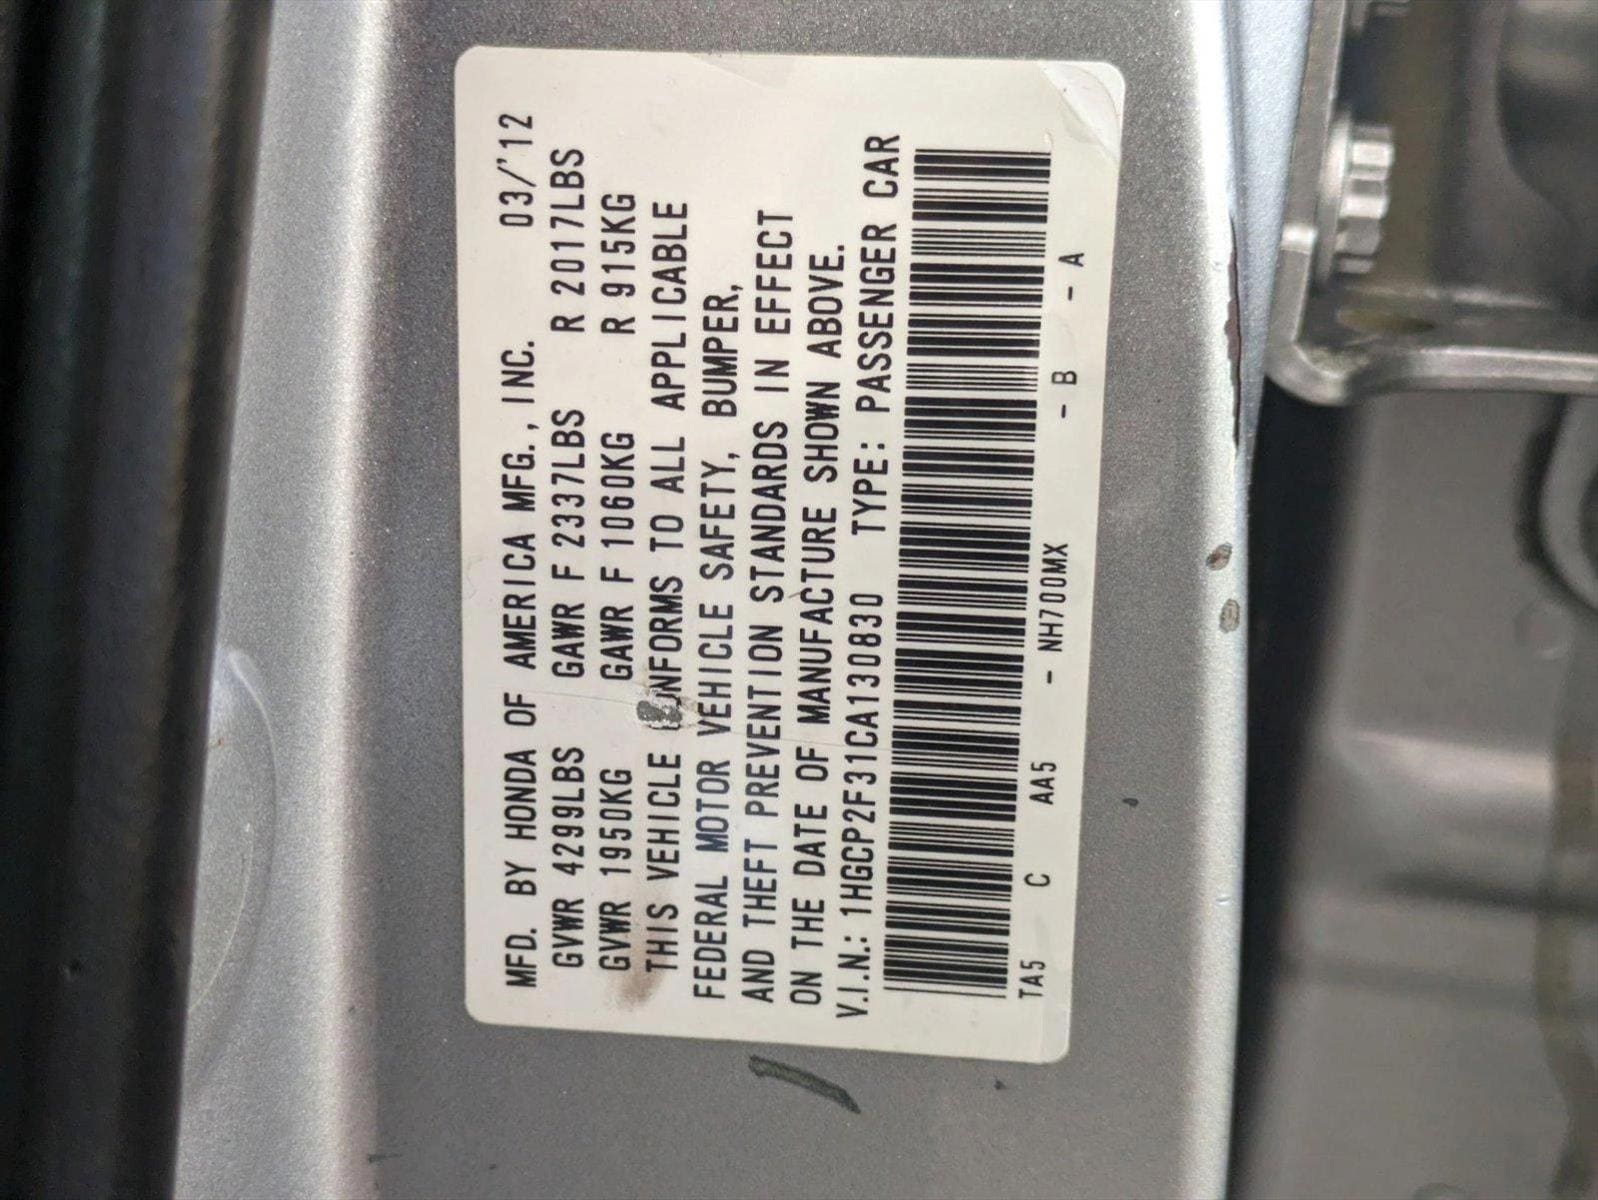 MFD. BY HONDA OF AMERICA MFG., INC. 03/'12
GVWR 4299LBS GAWR F 2337LBS R 2017LBS
GVWR 1950KG GAWR F 1060KG R 915KG
THIS VEHICLE CONFORMS TO ALL APPLICABLE
FEDERAL MOTOR VEHICLE SAFETY, BUMPER,
AND THEFT PREVENTION STANDARDS IN EFFECT
ON THE DATE OF MANUFACTURE SHOWN ABOVE.
V.I.N.: 1HGCP2F31CA130830 TYPE: PASSENGER CAR
TA5 C AA5 - NH700MX - B - A